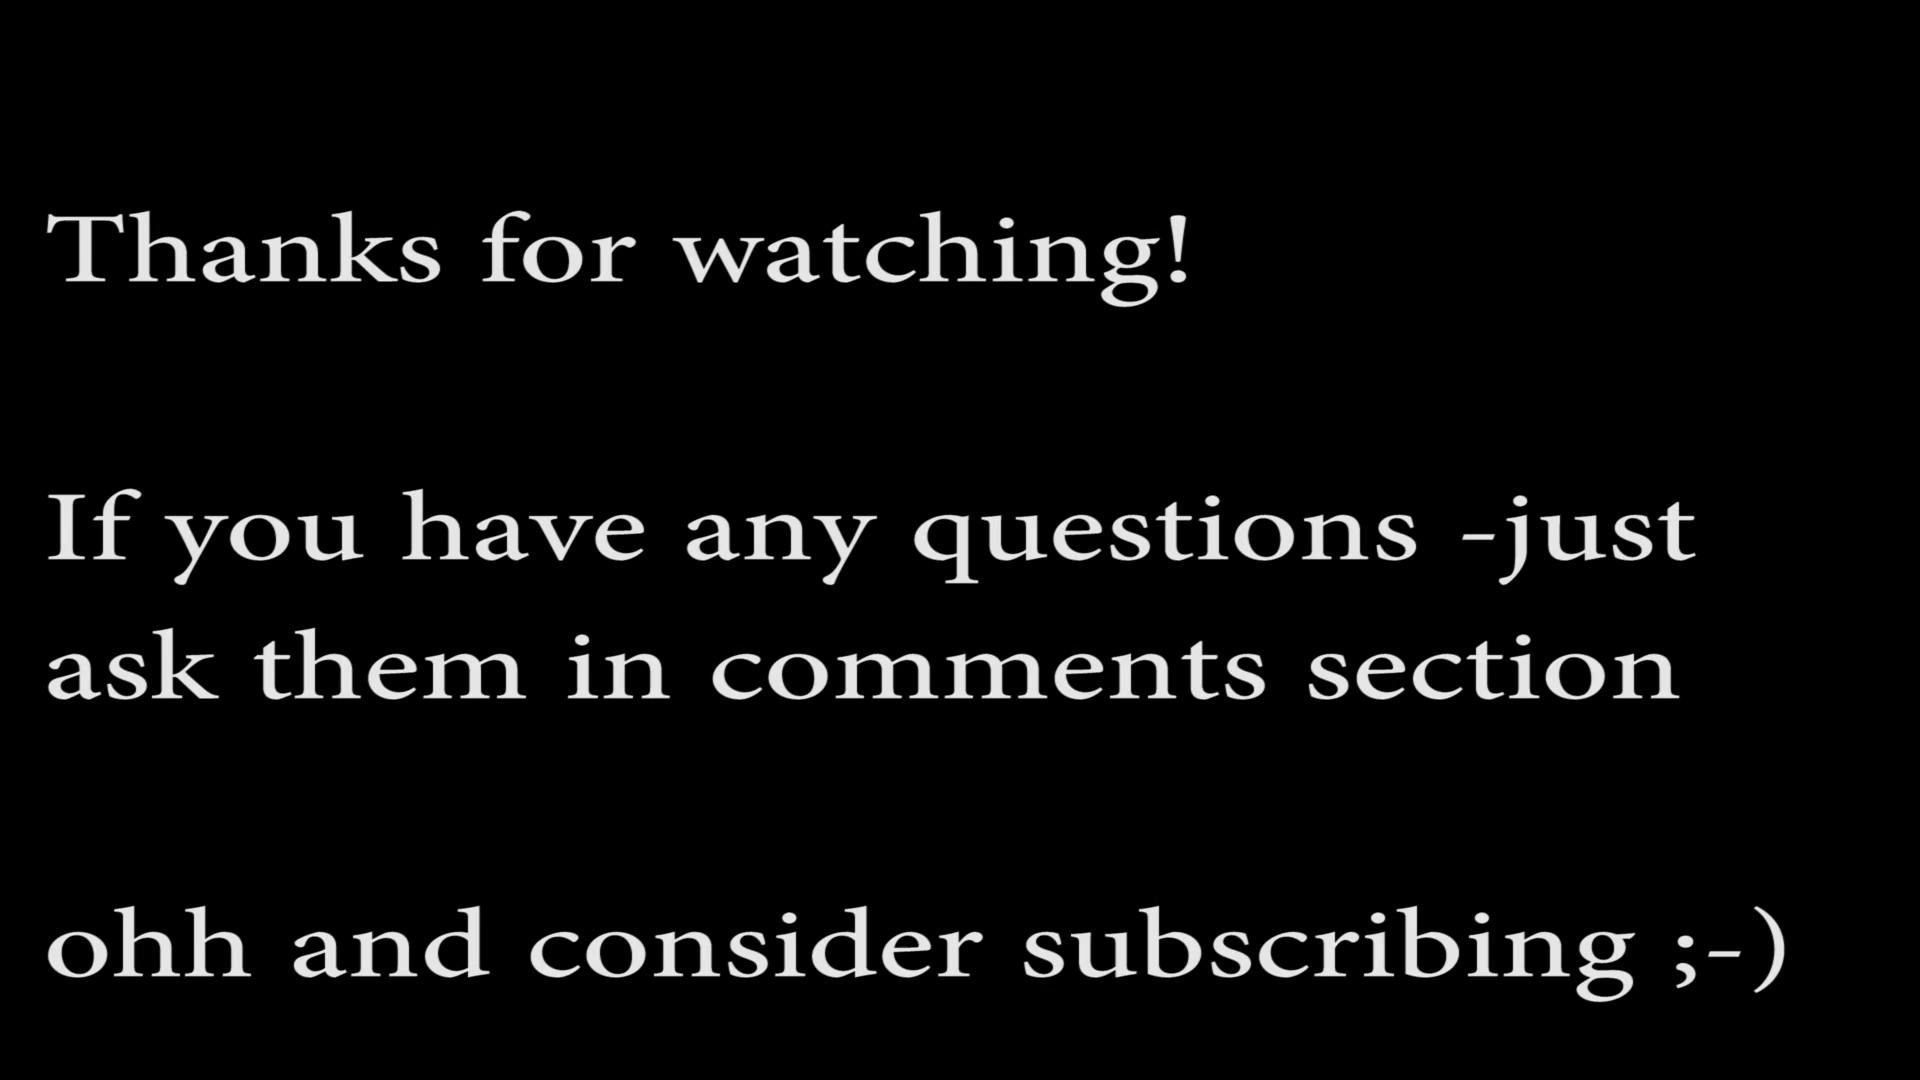 Thanks for watching!
If you have any questions -just
ask them in comments section
ohh and consider subscribing ;-)